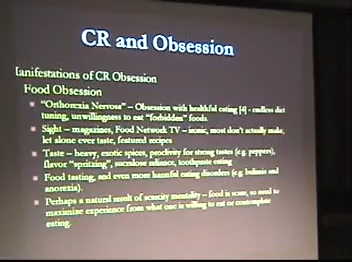 CR and Obsession
Manifestations of CR Obsession
Food Obsession
"Orthorexia Nervosa" – Obsession with healthful eating [4] - endless diet
tuning, unwillingness to eat "forbidden" foods.
Sight – magazines, Food Network TV – ironic, most don't actually make,
let alone ever taste, featured recipes
Taste – heavy, exotic spices, proclivity for strong tastes (e.g. peppers),
flavor "spritzing", sucralose reliance, toothpaste eating
Food tasting, and even more harmful eating disorders (e.g. bulimia and
anorexia).
Perhaps a natural result of scarcity mentality – food is scarce, so need to
maximize experience from what one is willing to eat or contemplate
eating.